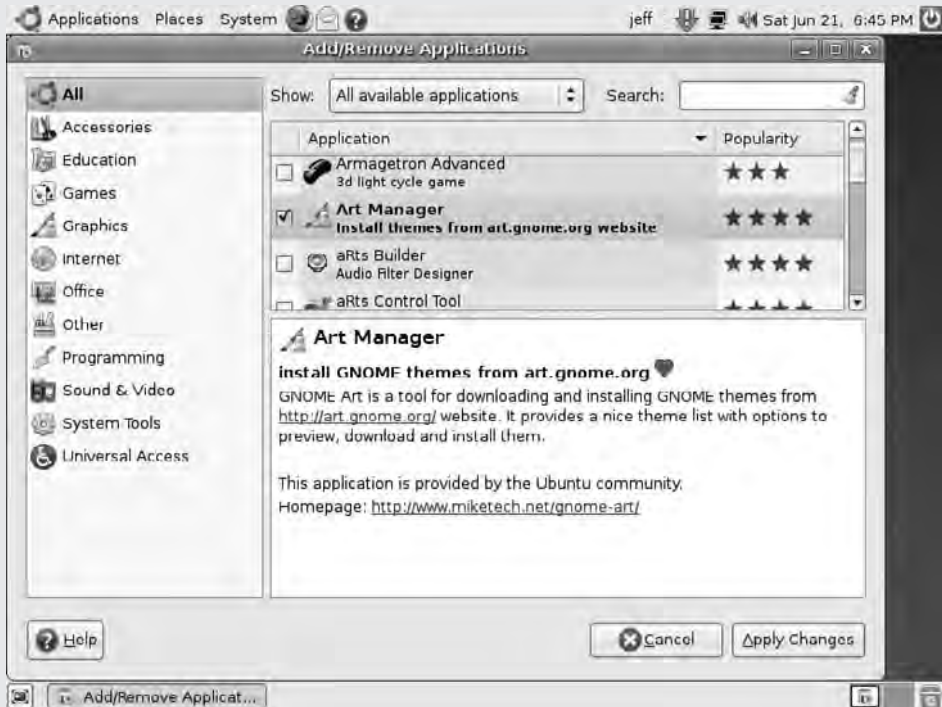 Applications Places System jeff Sat Jun 21, 6:45 PM
Add/Remove Applications
All
Accessories
Education
Games
Graphics
Internet
Office
Other
Programming
Sound & Video
System Tools
Universal Access
Show: All available applications Search:
Application Popularity
Armagetron Advanced
3d light cycle game
Art Manager
Install themes from art.gnome.org website
aRts Builder
Audio Filter Designer
aRts Control Tool
Art Manager
install GNOME themes from art.gnome.org
GNOME Art is a tool for downloading and installing GNOME themes from
http://art.gnome.org/ website. It provides a nice theme list with options to
preview, download and install them.
This application is provided by the Ubuntu community.
Homepage: http://www.miketech.net/gnome-art/
Help
Cancel
Apply Changes
Add/Remove Applicat...